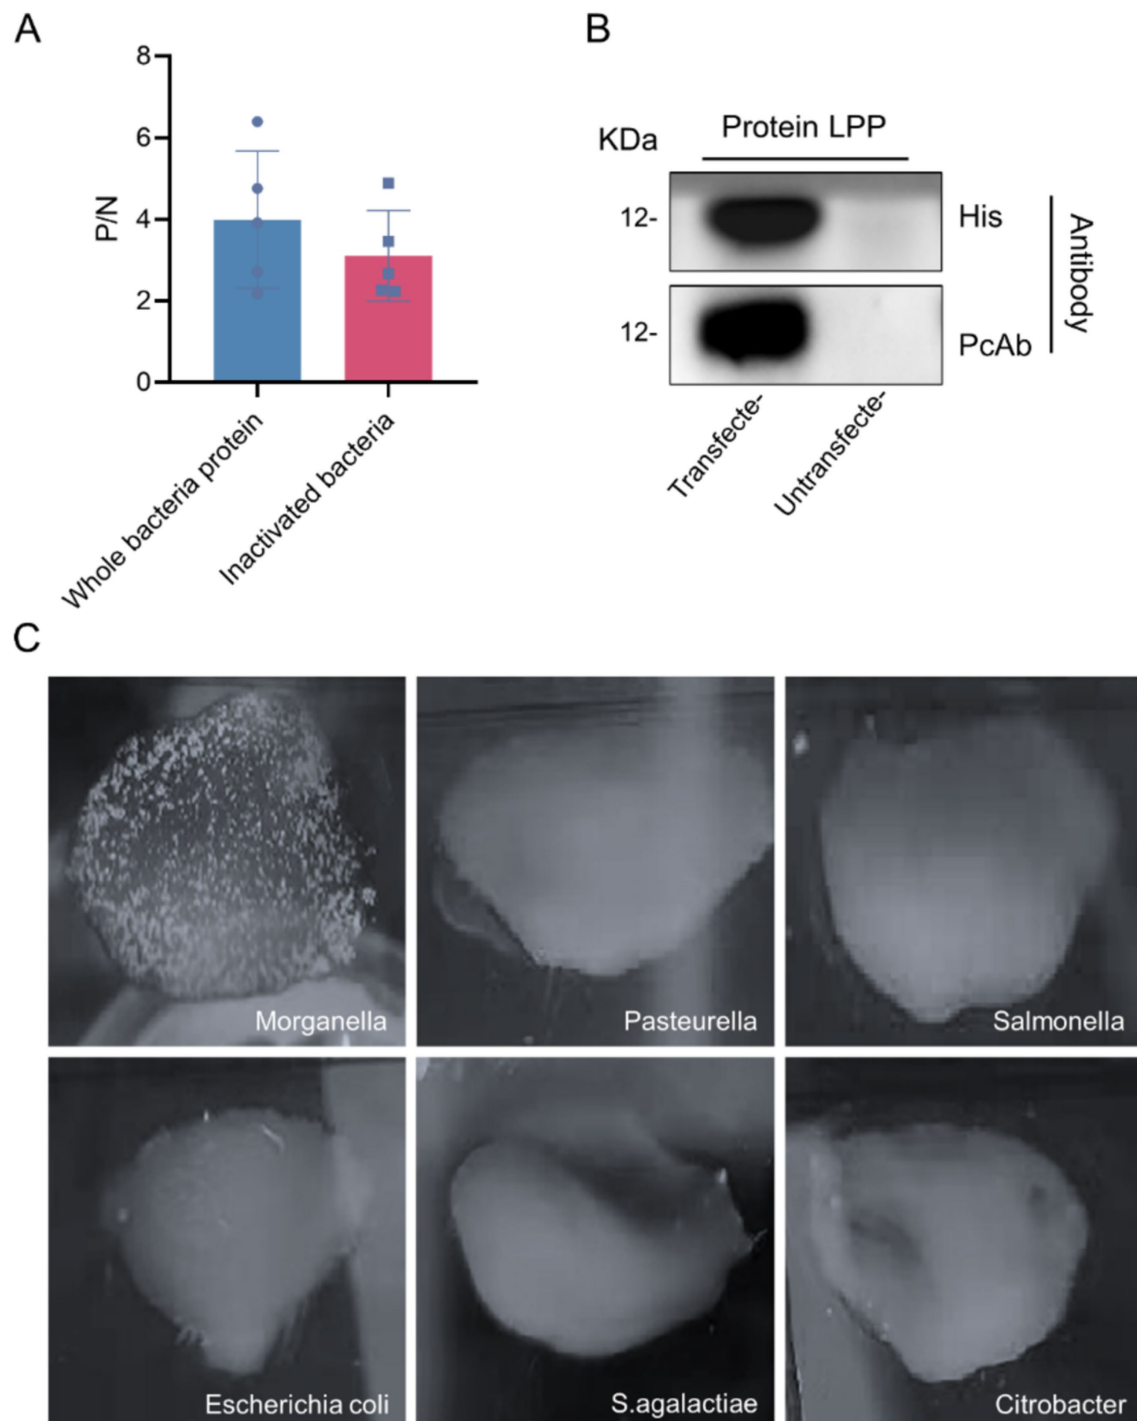 A
8
6
4
2
0
P/N
Whole bacteria protein
Inactivated bacteria
B
KDa
Protein LPP
12-
His
12-
PcAb
Antibody
Transfecte-
Untransfecte-
C
Morganella
Pasteurella
Salmonella
Escherichia coli
S.agalactiae
Citrobacter